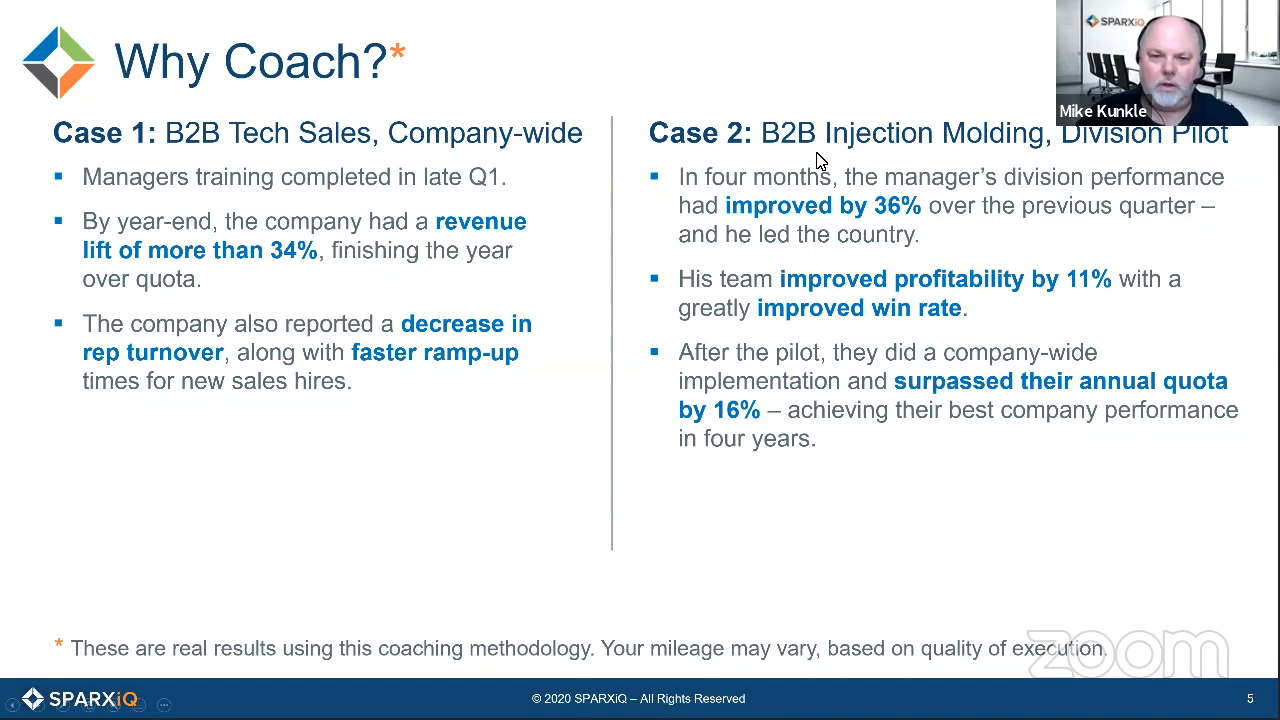 Why Coach?*
SPARXiQ
Mike Kunkle
Case 1: B2B Tech Sales, Company-wide
▪ Managers training completed in late Q1.
▪ By year-end, the company had a revenue
lift of more than 34%, finishing the year
over quota.
▪ The company also reported a decrease in
rep turnover, along with faster ramp-up
times for new sales hires.
Case 2: B2B Injection Molding, Division Pilot
▪ In four months, the manager’s division performance
had improved by 36% over the previous quarter –
and he led the country.
▪ His team improved profitability by 11% with a
greatly improved win rate.
▪ After the pilot, they did a company-wide
implementation and surpassed their annual quota
by 16% – achieving their best company performance
in four years.
* These are real results using this coaching methodology. Your mileage may vary, based on quality of execution.
zoom
SPARXiQ
© 2020 SPARXiQ – All Rights Reserved
5